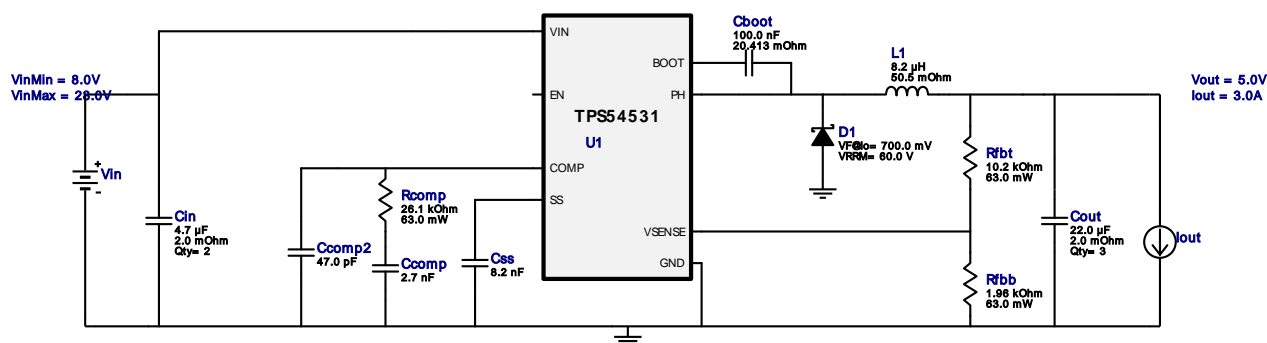 VinMin = 8.0V
VinMax = 28.0V
Vin
Cin
4.7 µF
2.0 mOhm
Qty= 2
Ccomp2
47.0 pF
Rcomp
26.1 kOhm
63.0 mW
Ccomp
2.7 nF
Css
8.2 nF
VIN
EN
COMP
SS
BOOT
PH
VSENSE
GND
TPS54531
U1
Cboot
100.0 nF
20.413 mOhm
L1
8.2 µH
50.5 mOhm
D1
VF@Io= 700.0 mV
VRRM= 60.0 V
Rfbt
10.2 kOhm
63.0 mW
Rfbb
1.96 kOhm
63.0 mW
Cout
22.0 µF
2.0 mOhm
Qty= 3
Iout
Vout = 5.0V
Iout = 3.0A